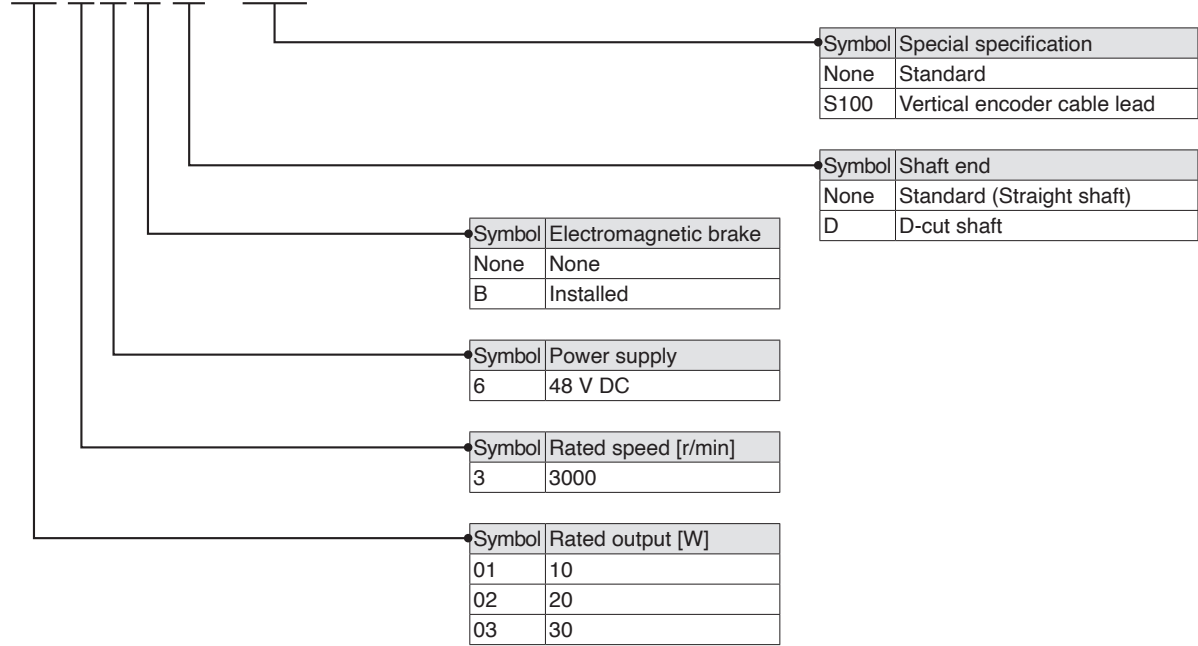 Symbol Special specification
None Standard
S100 Vertical encoder cable lead
Symbol Shaft end
None Standard (Straight shaft)
D D-cut shaft
Symbol Electromagnetic brake
None None
B Installed
Symbol Power supply
6 48 V DC
Symbol Rated speed [r/min]
3 3000
Symbol Rated output [W]
01 10
02 20
03 30